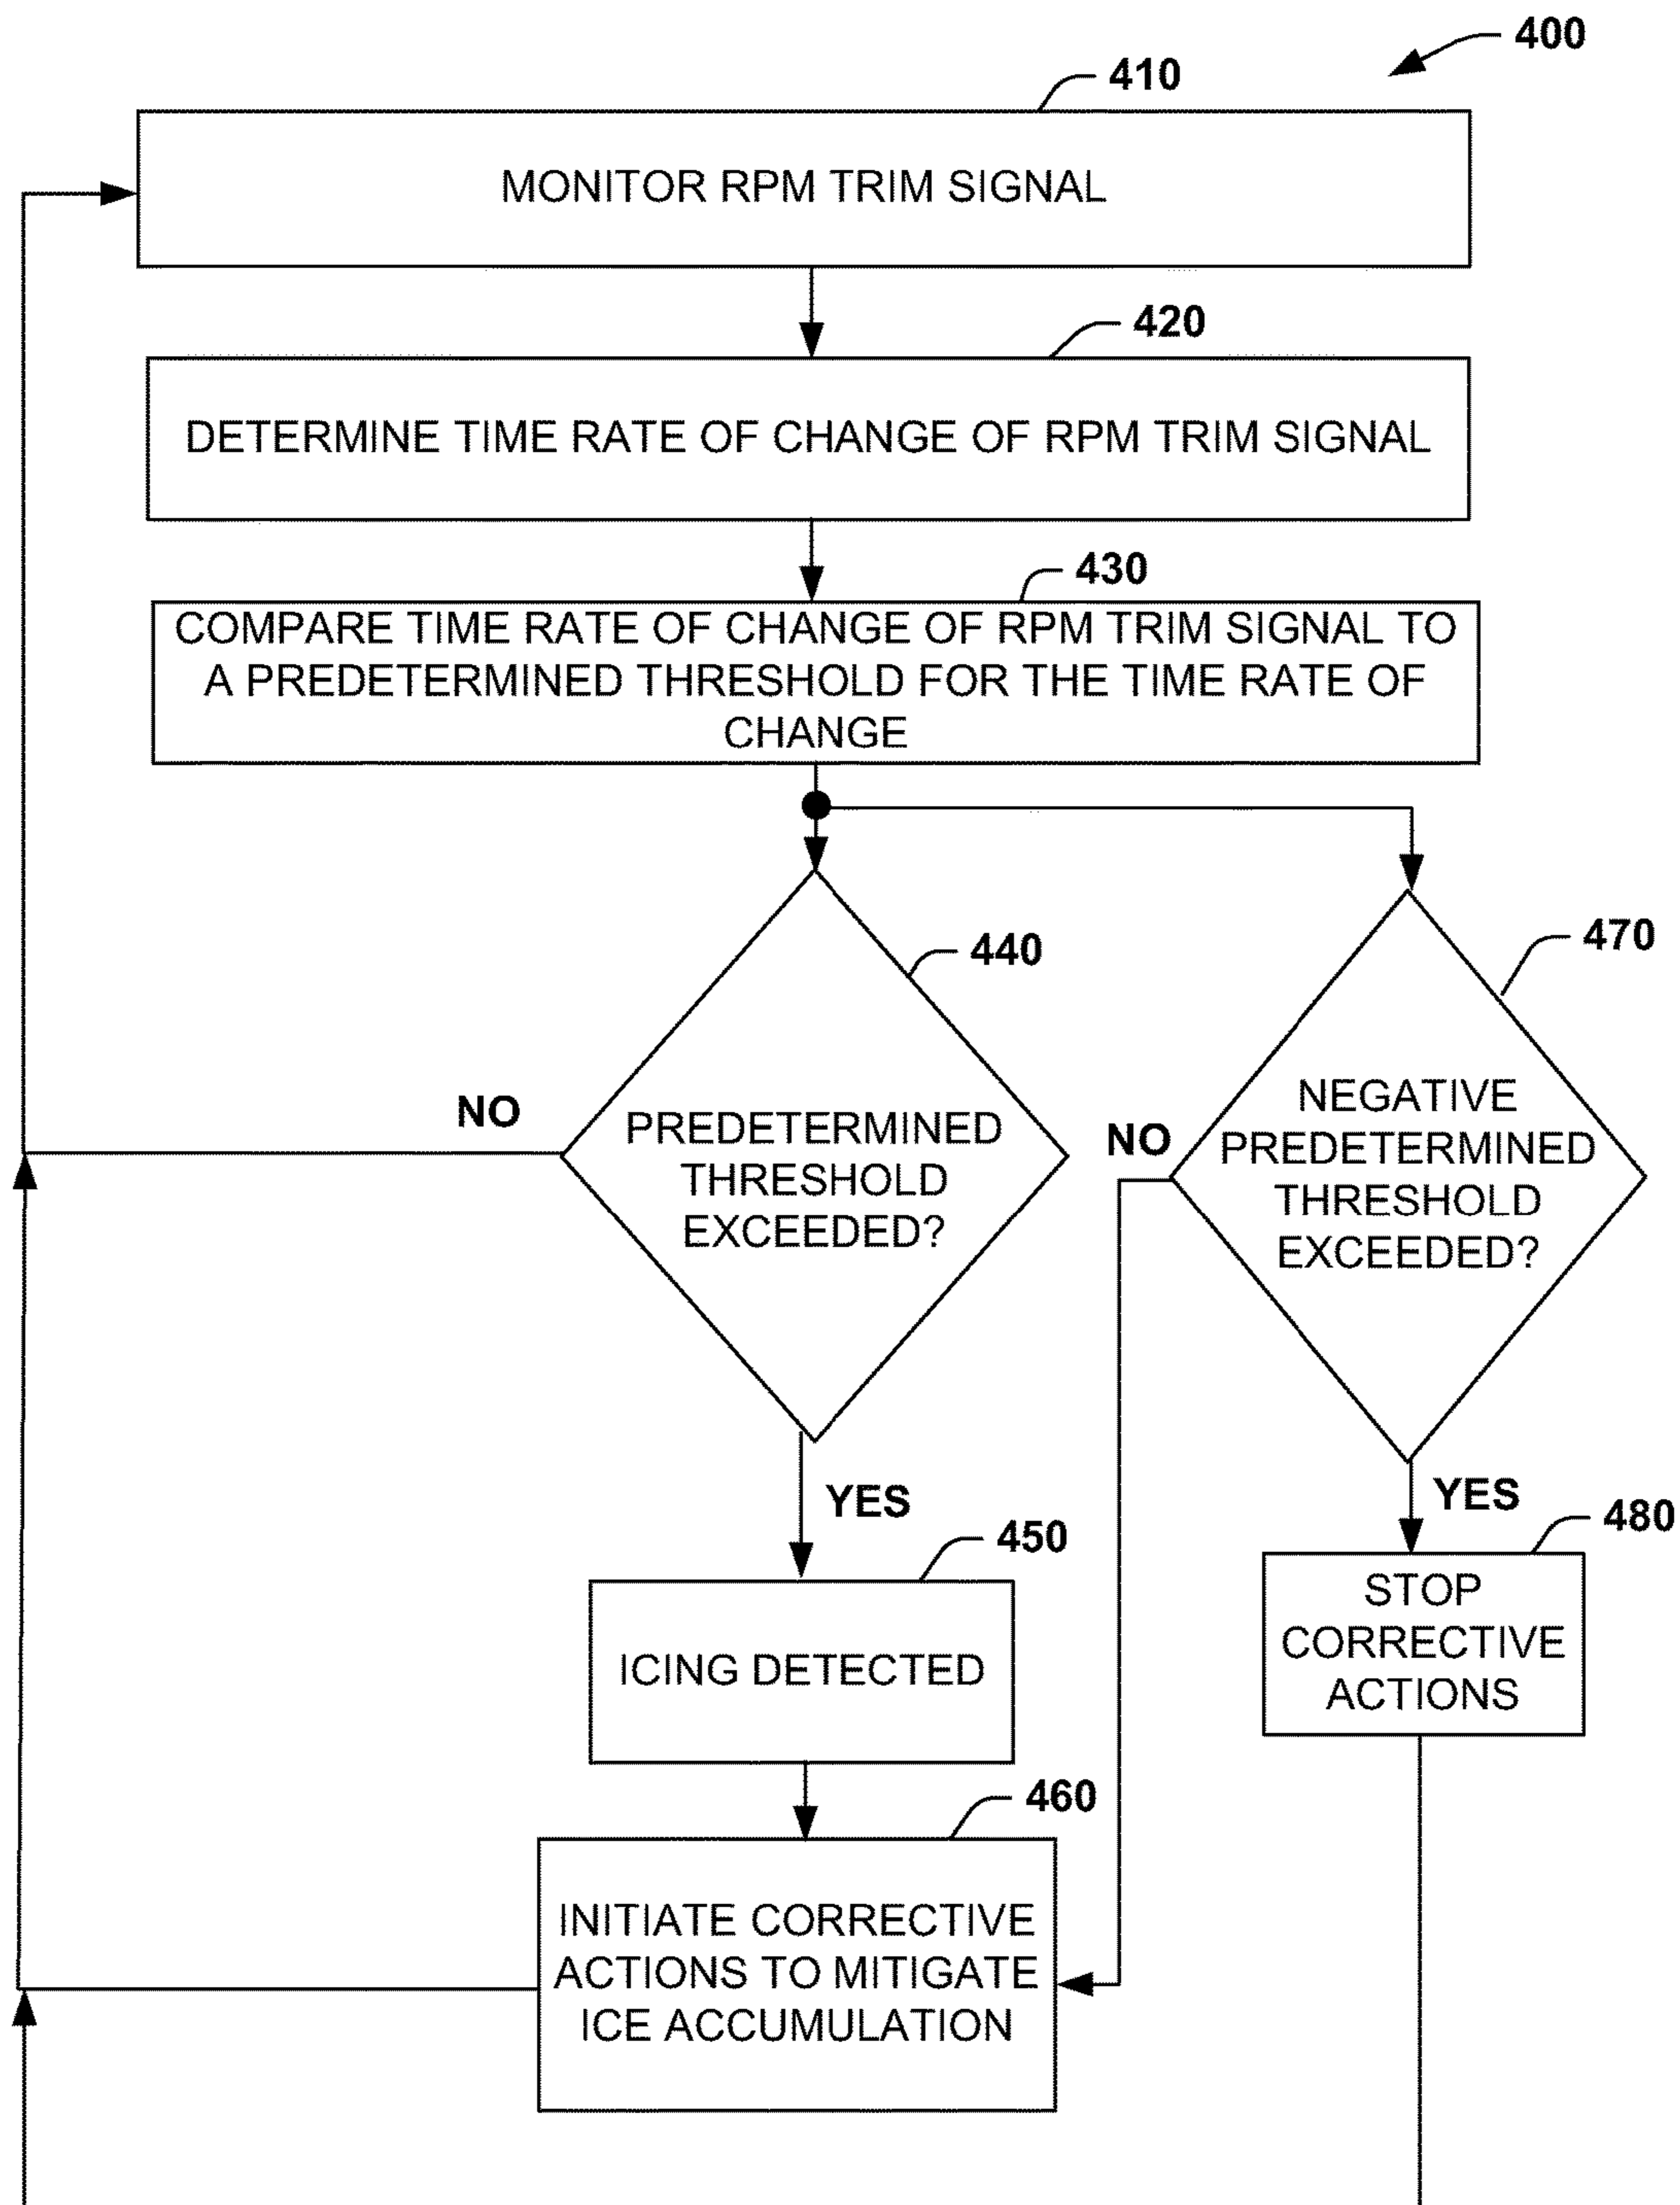 400
410
MONITOR RPM TRIM SIGNAL
420
DETERMINE TIME RATE OF CHANGE OF RPM TRIM SIGNAL
430
COMPARE TIME RATE OF CHANGE OF RPM TRIM SIGNAL TO
A PREDETERMINED THRESHOLD FOR THE TIME RATE OF
CHANGE
440
NO
PREDETERMINED
THRESHOLD
EXCEEDED?
470
NO
NEGATIVE
PREDETERMINED
THRESHOLD
EXCEEDED?
YES
450
ICING DETECTED
YES
480
STOP
CORRECTIVE
ACTIONS
460
INITIATE CORRECTIVE
ACTIONS TO MITIGATE
ICE ACCUMULATION